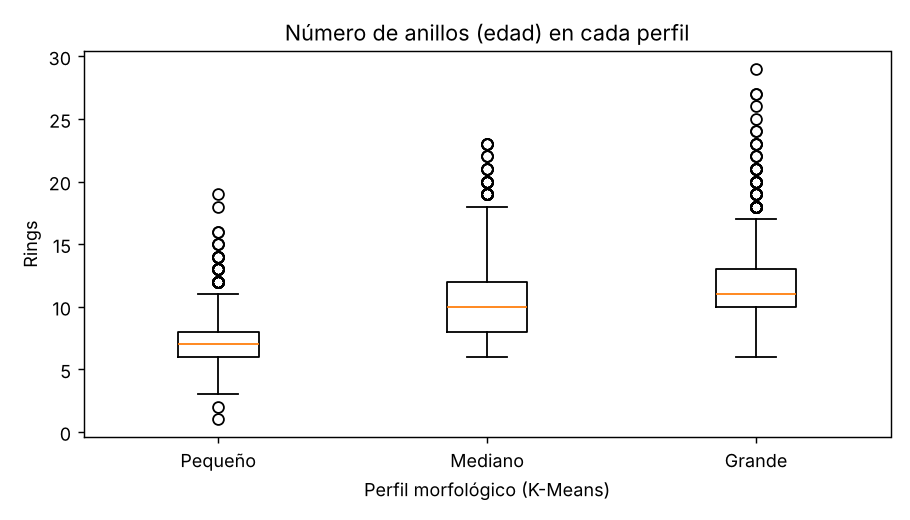 Número de anillos (edad) en cada perfil
30
25
20
15
10
5
0
Rings
Pequeño
Mediano
Grande
Perfil morfológico (K-Means)